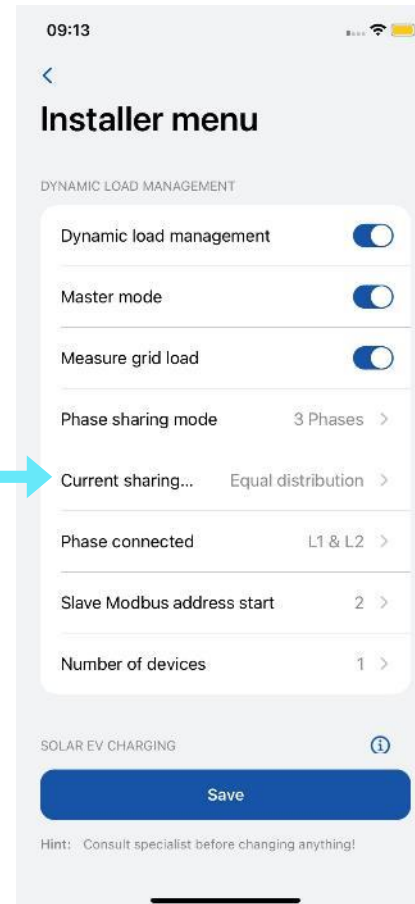 09:13
Installer menu
DYNAMIC LOAD MANAGEMENT
Dynamic load management
Master mode
Measure grid load
Phase sharing mode 3 Phases
Current sharing... Equal distribution
Phase connected L1 & L2
Slave Modbus address start 2
Number of devices 1
SOLAR EV CHARGING
Save
Hint: Consult specialist before changing anything!